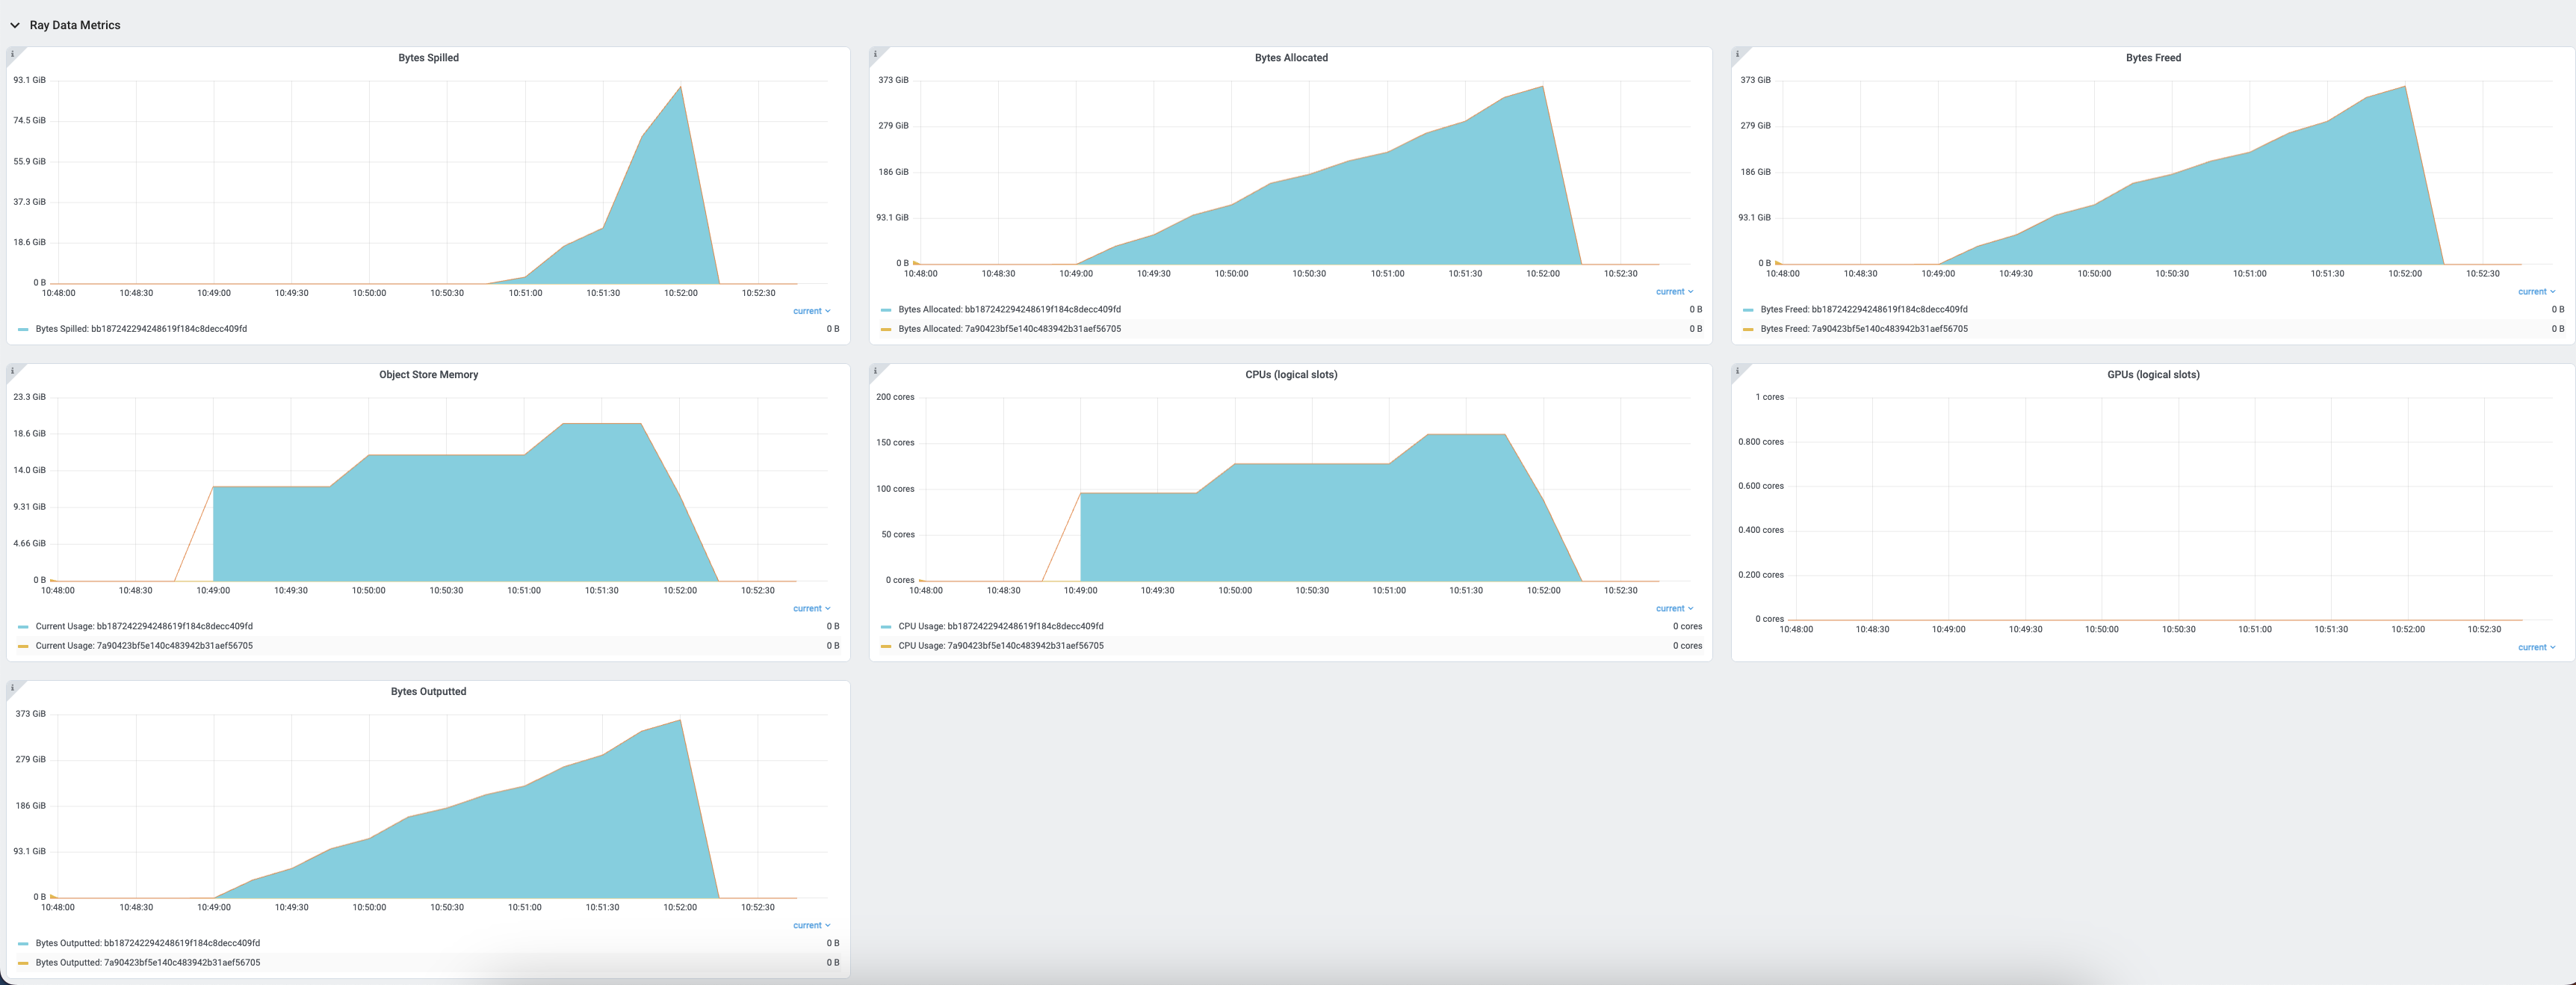 Ray Data Metrics
Bytes Spilled
93.1 GiB
74.5 GiB
55.9 GiB
37.3 GiB
18.6 GiB
0 B
10:48:00 10:48:30 10:49:00 10:49:30 10:50:00 10:50:30 10:51:00 10:51:30 10:52:00 10:52:30
current
Bytes Spilled: bb187242294248619f184c8decc409fd 0 B
Bytes Allocated
373 GiB
279 GiB
186 GiB
93.1 GiB
0 B
10:48:00 10:48:30 10:49:00 10:49:30 10:50:00 10:50:30 10:51:00 10:51:30 10:52:00 10:52:30
current
Bytes Allocated: bb187242294248619f184c8decc409fd 0 B
Bytes Allocated: 7a90423bf5e140c483942b31aef56705 0 B
Bytes Freed
373 GiB
279 GiB
186 GiB
93.1 GiB
0 B
10:48:00 10:48:30 10:49:00 10:49:30 10:50:00 10:50:30 10:51:00 10:51:30 10:52:00 10:52:30
current
Bytes Freed: bb187242294248619f184c8decc409fd 0 B
Bytes Freed: 7a90423bf5e140c483942b31aef56705 0 B
Object Store Memory
23.3 GiB
18.6 GiB
14.0 GiB
9.31 GiB
4.66 GiB
0 B
10:48:00 10:48:30 10:49:00 10:49:30 10:50:00 10:50:30 10:51:00 10:51:30 10:52:00 10:52:30
current
Current Usage: bb187242294248619f184c8decc409fd 0 B
Current Usage: 7a90423bf5e140c483942b31aef56705 0 B
CPUs (logical slots)
200 cores
150 cores
100 cores
50 cores
0 cores
10:48:00 10:48:30 10:49:00 10:49:30 10:50:00 10:50:30 10:51:00 10:51:30 10:52:00 10:52:30
current
CPU Usage: bb187242294248619f184c8decc409fd 0 cores
CPU Usage: 7a90423bf5e140c483942b31aef56705 0 cores
GPUs (logical slots)
1 cores
0.800 cores
0.600 cores
0.400 cores
0.200 cores
0 cores
10:48:00 10:48:30 10:49:00 10:49:30 10:50:00 10:50:30 10:51:00 10:51:30 10:52:00 10:52:30
current
Bytes Outputted
373 GiB
279 GiB
186 GiB
93.1 GiB
0 B
10:48:00 10:48:30 10:49:00 10:49:30 10:50:00 10:50:30 10:51:00 10:51:30 10:52:00 10:52:30
current
Bytes Outputted: bb187242294248619f184c8decc409fd 0 B
Bytes Outputted: 7a90423bf5e140c483942b31aef56705 0 B